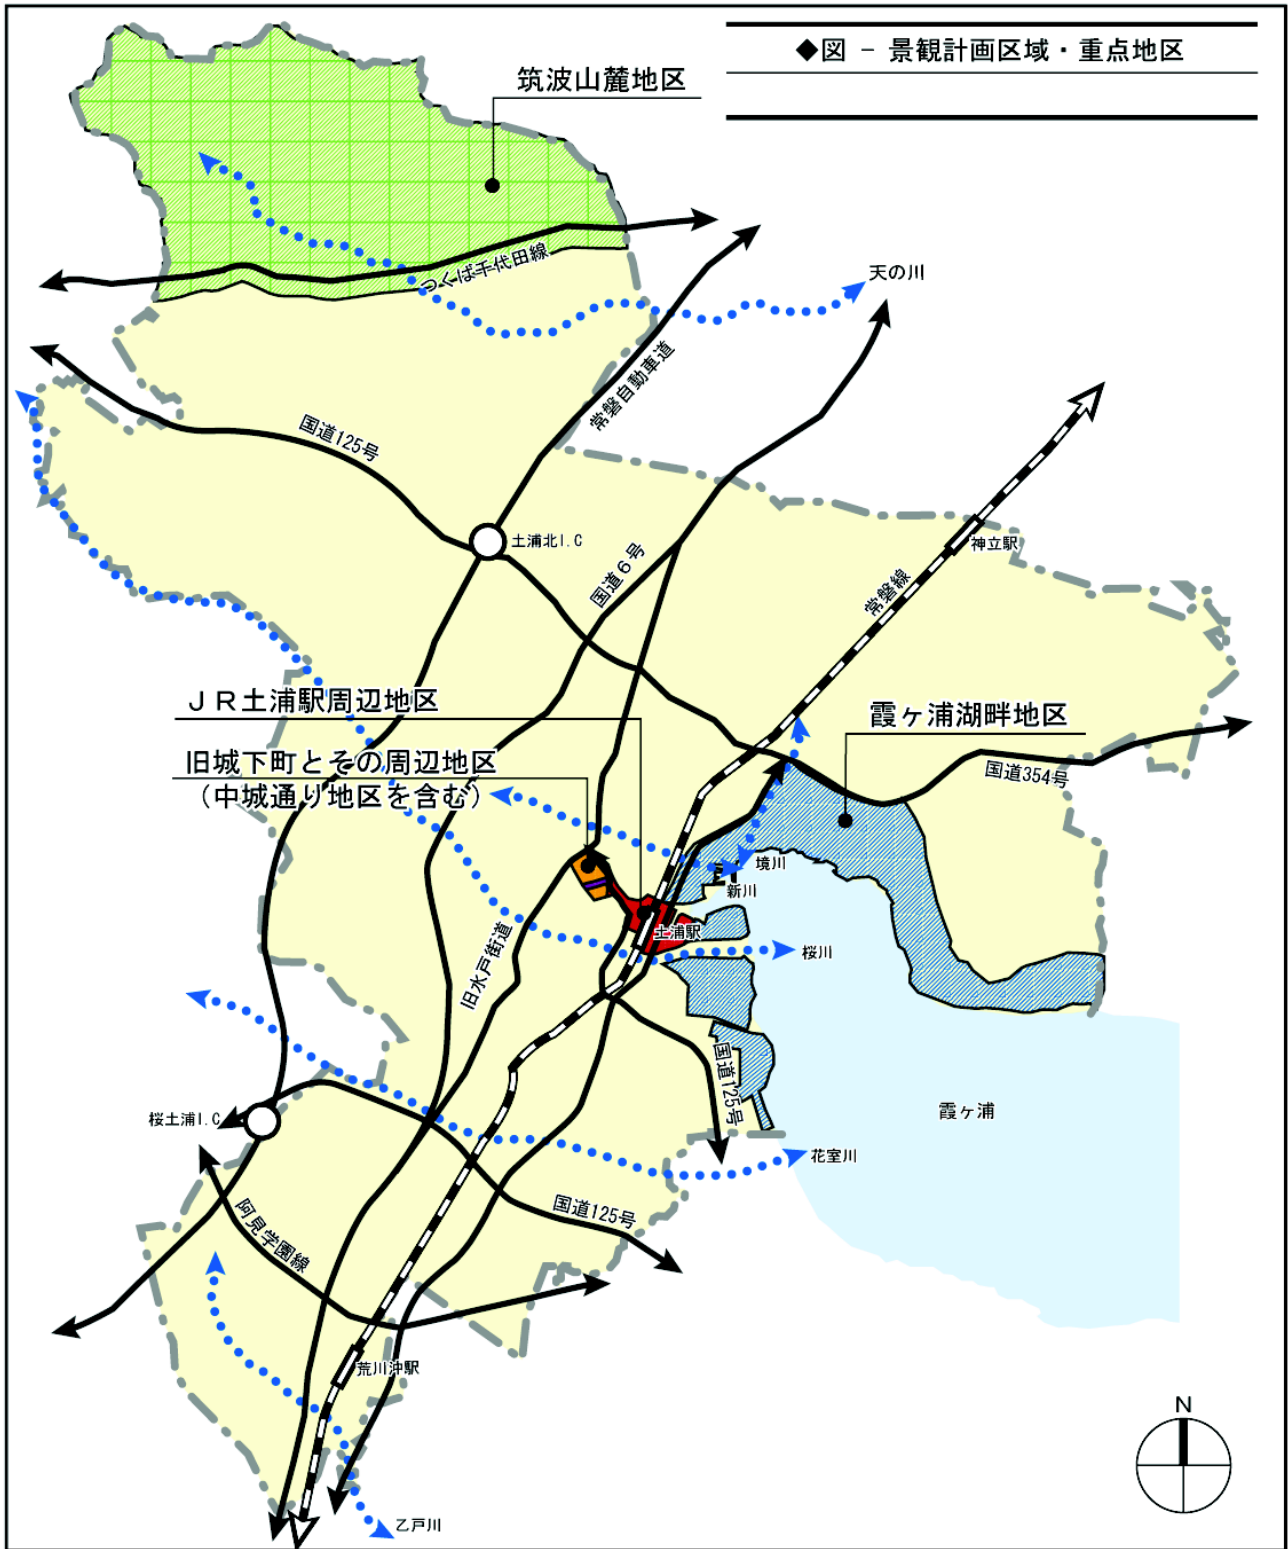 ◆図 － 景観計画区域・重点地区
筑波山麓地区
つくば千代田線
天の川
常磐自動車道
国道125号
土浦北I.C
国道６号
神立駅
常磐線
ＪＲ土浦駅周辺地区
霞ヶ浦湖畔地区
旧城下町とその周辺地区
（中城通り地区を含む）
国道354号
境川
新川
土浦駅
桜川
旧水戸街道
国道125号
霞ヶ浦
桜土浦I.C
花室川
阿見学園線
国道125号
荒川沖駅
乙戸川
N